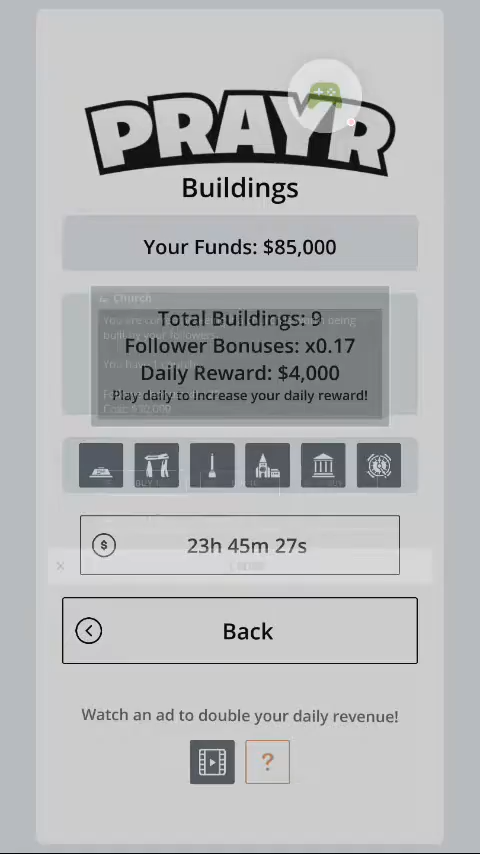 PRAYR
Buildings
Your Funds: $85,000
Church
Total Buildings: 9
Follower Bonuses: x0.17
Daily Reward: $4,000
Play daily to increase your daily reward!
23h 45m 27s
Back
Watch an ad to double your daily revenue!
?